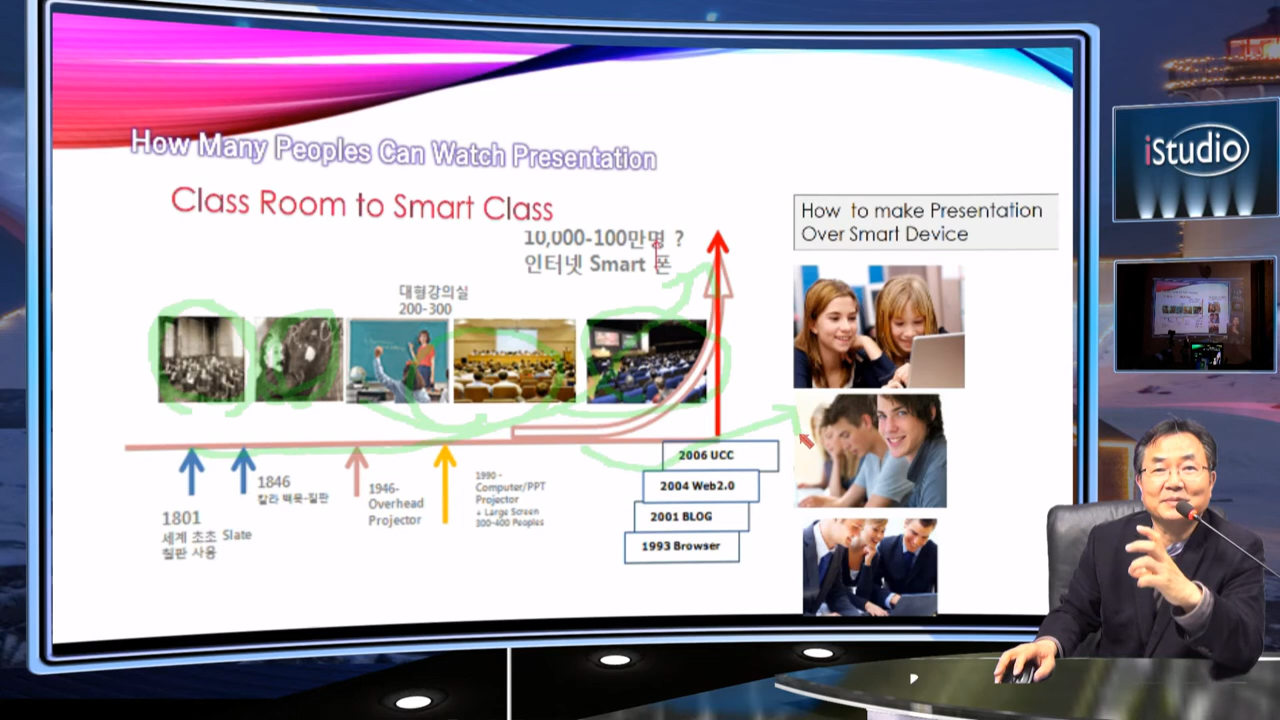 How Many Peoples Can Watch Presentation
Class Room to Smart Class
10,000-100만명 ?
인터넷 Smart 폰
대형강의실
200-300
1801
세계 초초 Slate
칠판 사용
1846
칼라 백묵-칠판
1946-
Overhead
Projector
1990 -
Computer/PPT
Projector
+ Large Screen
300-400 Peoples
2006 UCC
2004 Web2.0
2001 BLOG
1993 Browser
How to make Presentation
Over Smart Device
iStudio